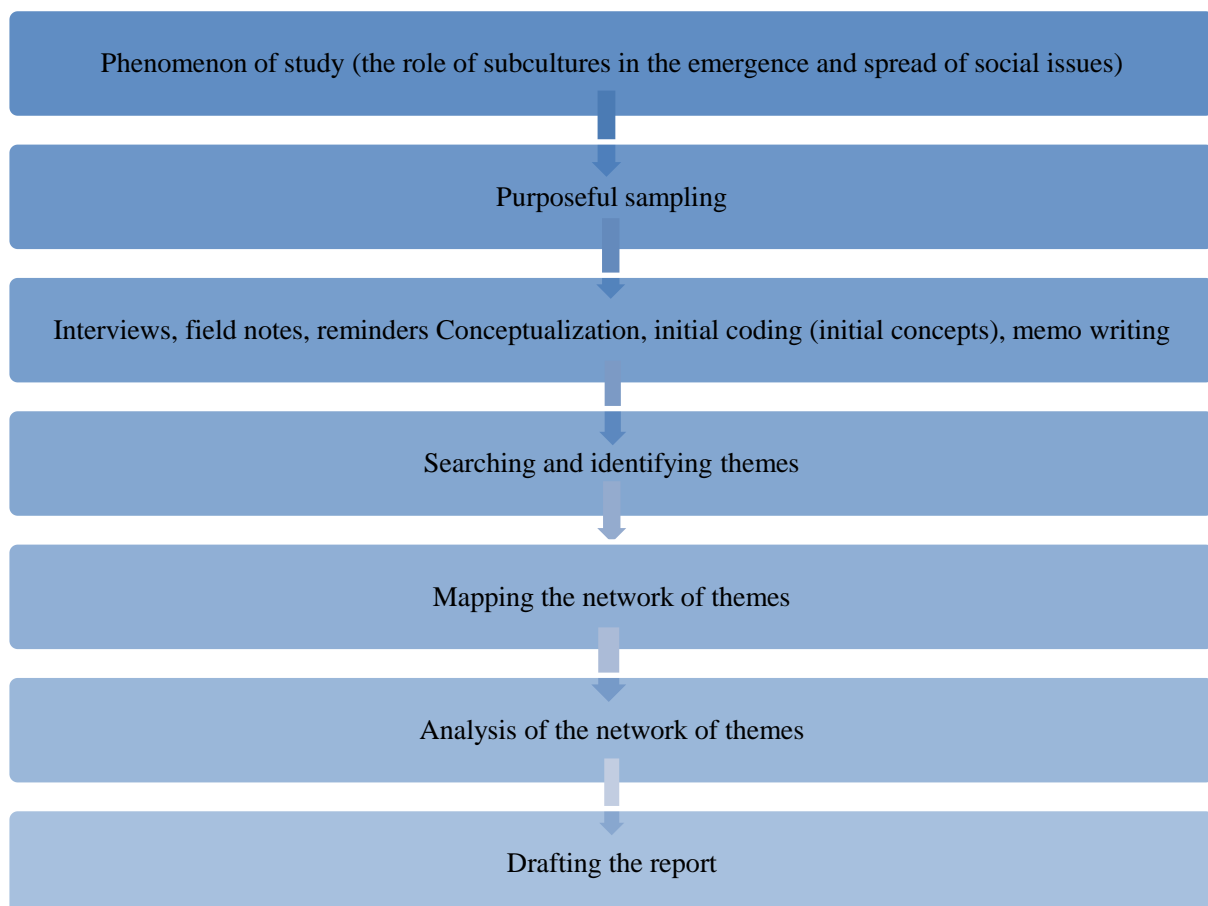 Phenomenon of study (the role of subcultures in the emergence and spread of social issues)
Purposeful sampling
Interviews, field notes, reminders Conceptualization, initial coding (initial concepts), memo writing
Searching and identifying themes
Mapping the network of themes
Analysis of the network of themes
Drafting the report